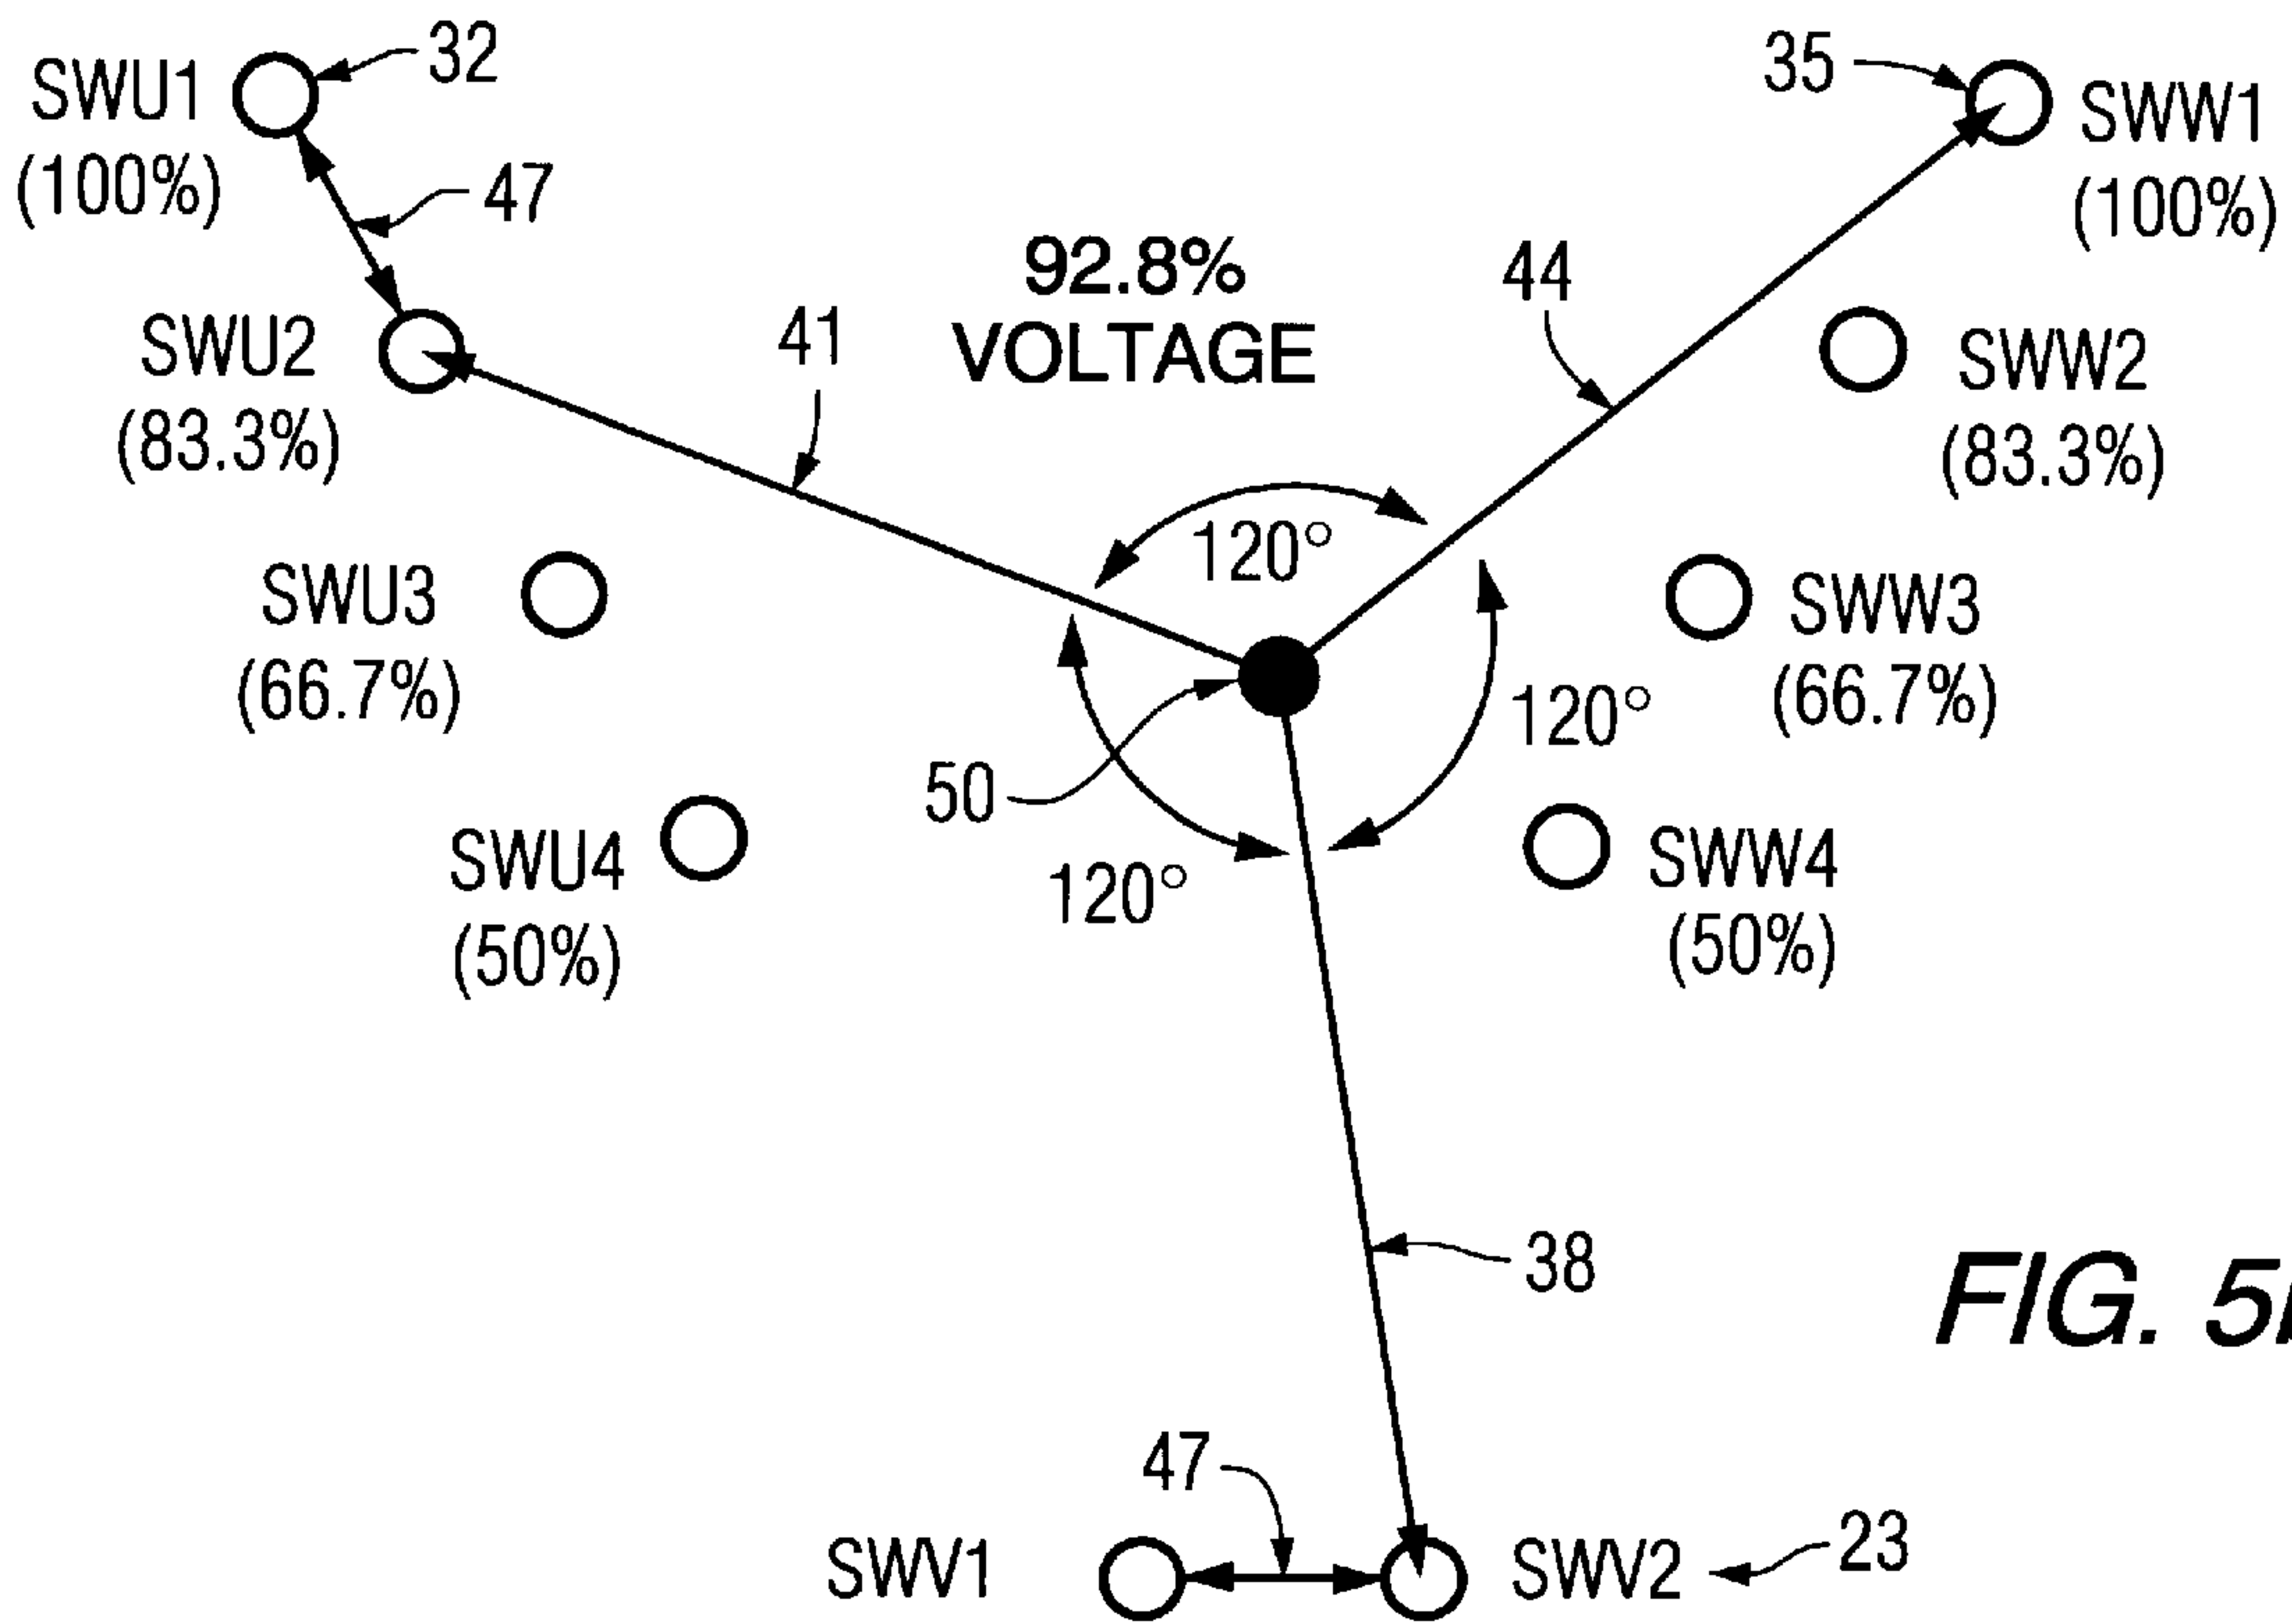 SWU1
(100%)
32
47
35
SWW1
(100%)
92.8%
VOLTAGE
44
41
SWU2
(83.3%)
SWW2
(83.3%)
120°
SWU3
(66.7%)
SWW3
(66.7%)
120°
50
120°
SWU4
(50%)
SWW4
(50%)
38
FIG.
47
SWV1
SWV2
23